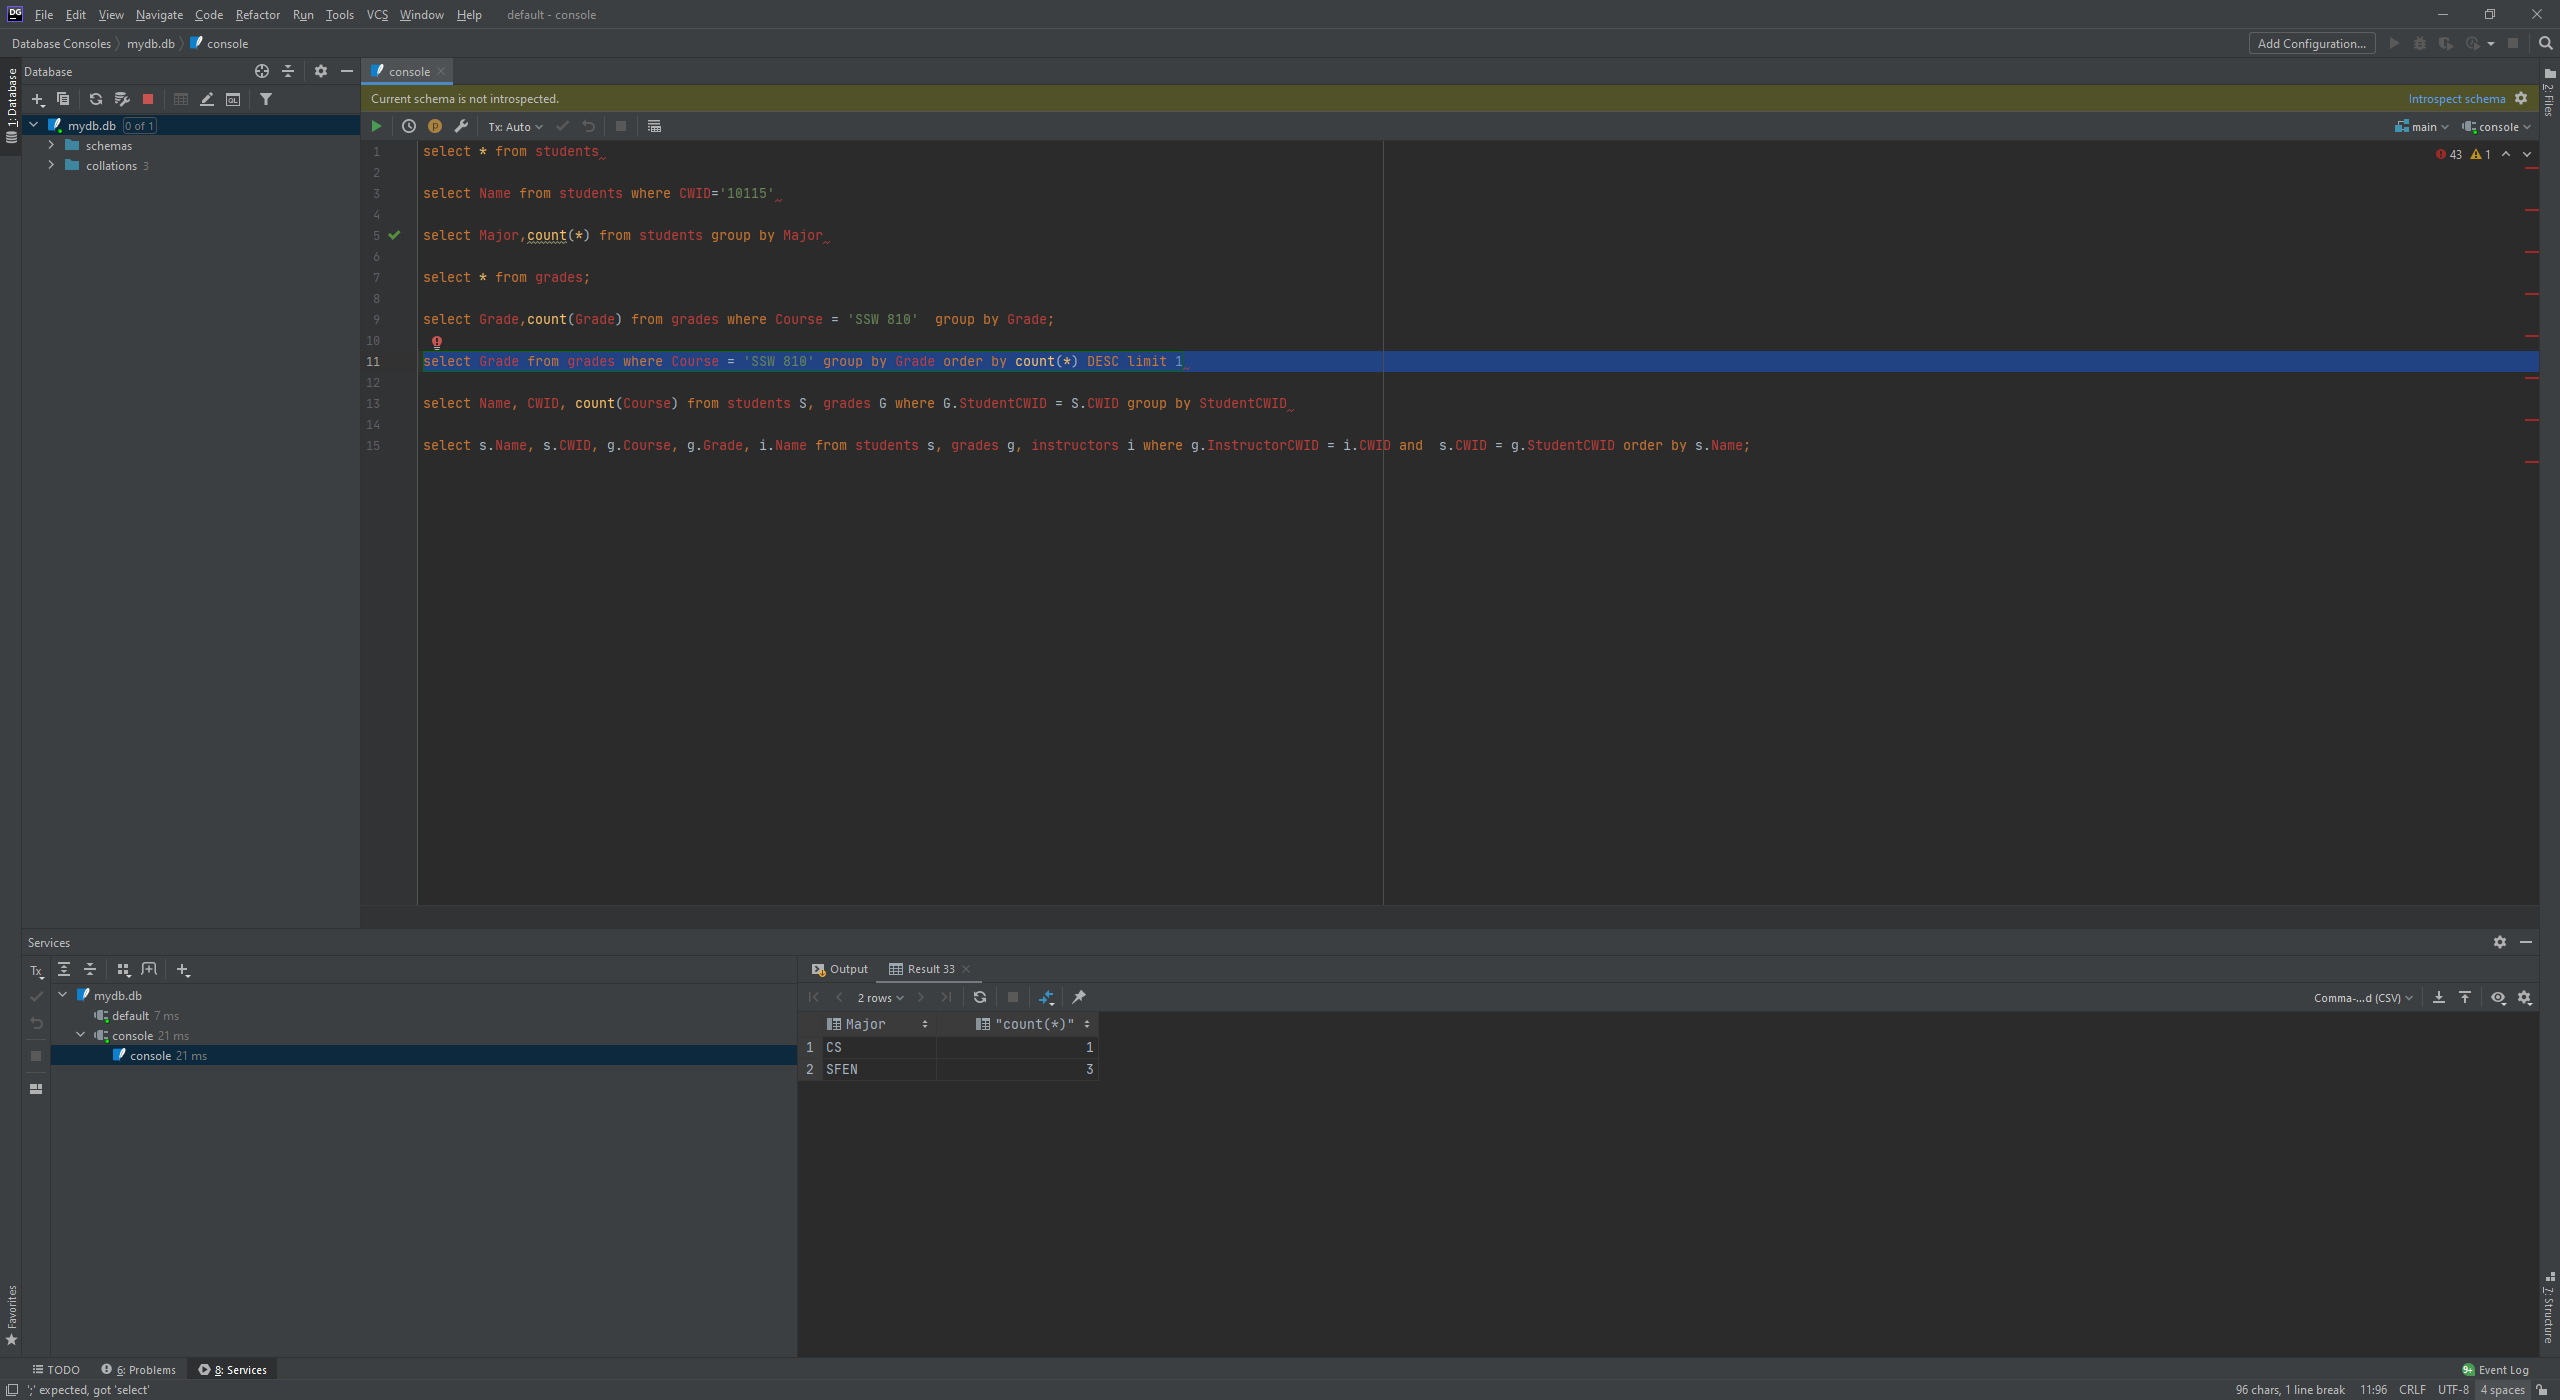 DG File Edit View Navigate Code Refactor Run Tools VCS Window Help default - console
Database Consoles mydb.db console Add Configuration...
1: Database
Database
mydb.db 0 of 1
schemas
collations 3
console
Current schema is not introspected. Introspect schema
Tx: Auto main console
43 1
1 select * from students
2
3 select Name from students where CWID='10115'
4
5 select Major,count(*) from students group by Major
6
7 select * from grades;
8
9 select Grade,count(Grade) from grades where Course = 'SSW 810'  group by Grade;
10
11 select Grade from grades where Course = 'SSW 810' group by Grade order by count(*) DESC limit 1
12
13 select Name, CWID, count(Course) from students S, grades G where G.StudentCWID = S.CWID group by StudentCWID
14
15 select s.Name, s.CWID, g.Course, g.Grade, i.Name from students s, grades g, instructors i where g.InstructorCWID = i.CWID and  s.CWID = g.StudentCWID order by s.Name;
2: Files
Services
Tx
mydb.db
default 7 ms
console 21 ms
console 21 ms
Output Result 33
2 rows Comma-...d (CSV)
Major "count(*)"
1 CS 1
2 SFEN 3
Favorites
7: Structure
TODO 6: Problems 8: Services 9+ Event Log
';' expected, got 'select' 96 chars, 1 line break 11:96 CRLF UTF-8 4 spaces